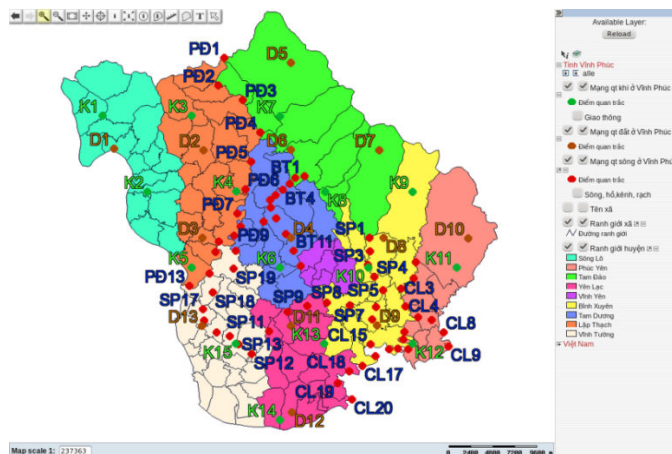 PĐ1
D5
PĐ2
PĐ3
K1
K3
K7
PĐ4
D1
D2
D6
D7
PĐ5
BT1
K2
K4
PĐ6
K8
K9
BT4
PĐ7
SP1
D3
PĐ9
D4
D8
D10
BT11
SP3
K5
SP19
K6
K10
SP4
K11
PĐ13
SP5
CL3
SP17
SP18
SP9
SP8
CL4
D13
SP11
D11
SP7
D9
CL8
K15
SP13
K13
CL15
K12
CL9
SP12
CL18
CL17
CL19
CL20
K14
D12
Map scale 1: 237363
0 2400 4800 7200 9600 m
Available Layer:
Reload
Tỉnh Vĩnh Phúc
alle
Mạng qt khí ở Vĩnh Phúc
Điểm quan trắc
Giao thông
Mạng qt đất ở Vĩnh Phúc
Điểm quan trắc
Mạng qt sông ở Vĩnh Phúc
Điểm quan trắc
Sông, hồ,kênh, rạch
Tên xã
Ranh giới xã
Đường ranh giới
Ranh giới huyện
Sông Lô
Phúc Yên
Tam Đảo
Yên Lạc
Vĩnh Yên
Bình Xuyên
Tam Dương
Lập Thạch
Vĩnh Tường
Việt Nam